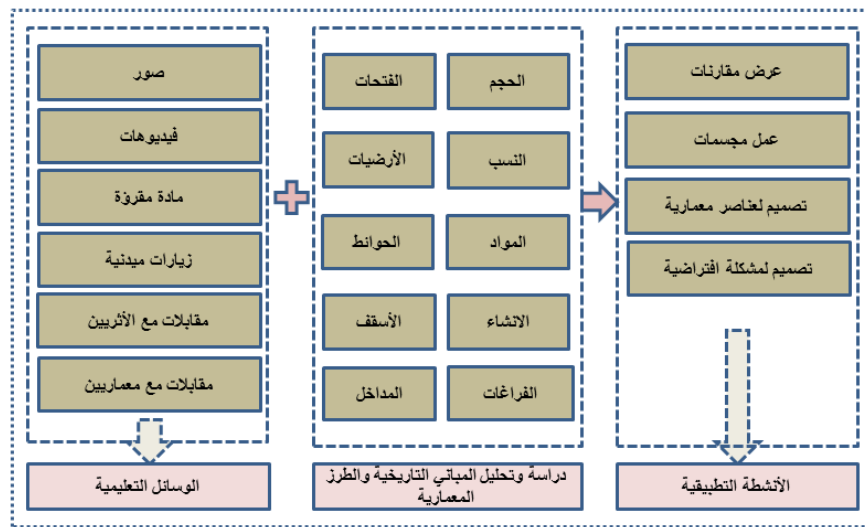 عرض مقارنات
عمل مجسمات
تصميم لعناصر معمارية
تصميم لمشكلة افتراضية
الأنشطة التطبيقية
الحجم
الفتحات
النسب
الأرضيات
المواد
الحوائط
الانشاء
الأسقف
الفراغات
المداخل
دراسة وتحليل المباني التاريخية والطرز
المعمارية
صور
فيديوهات
مادة مقروءة
زيارات ميدنية
مقابلات مع الأثريين
مقابلات مع معماريين
الوسائل التعليمية